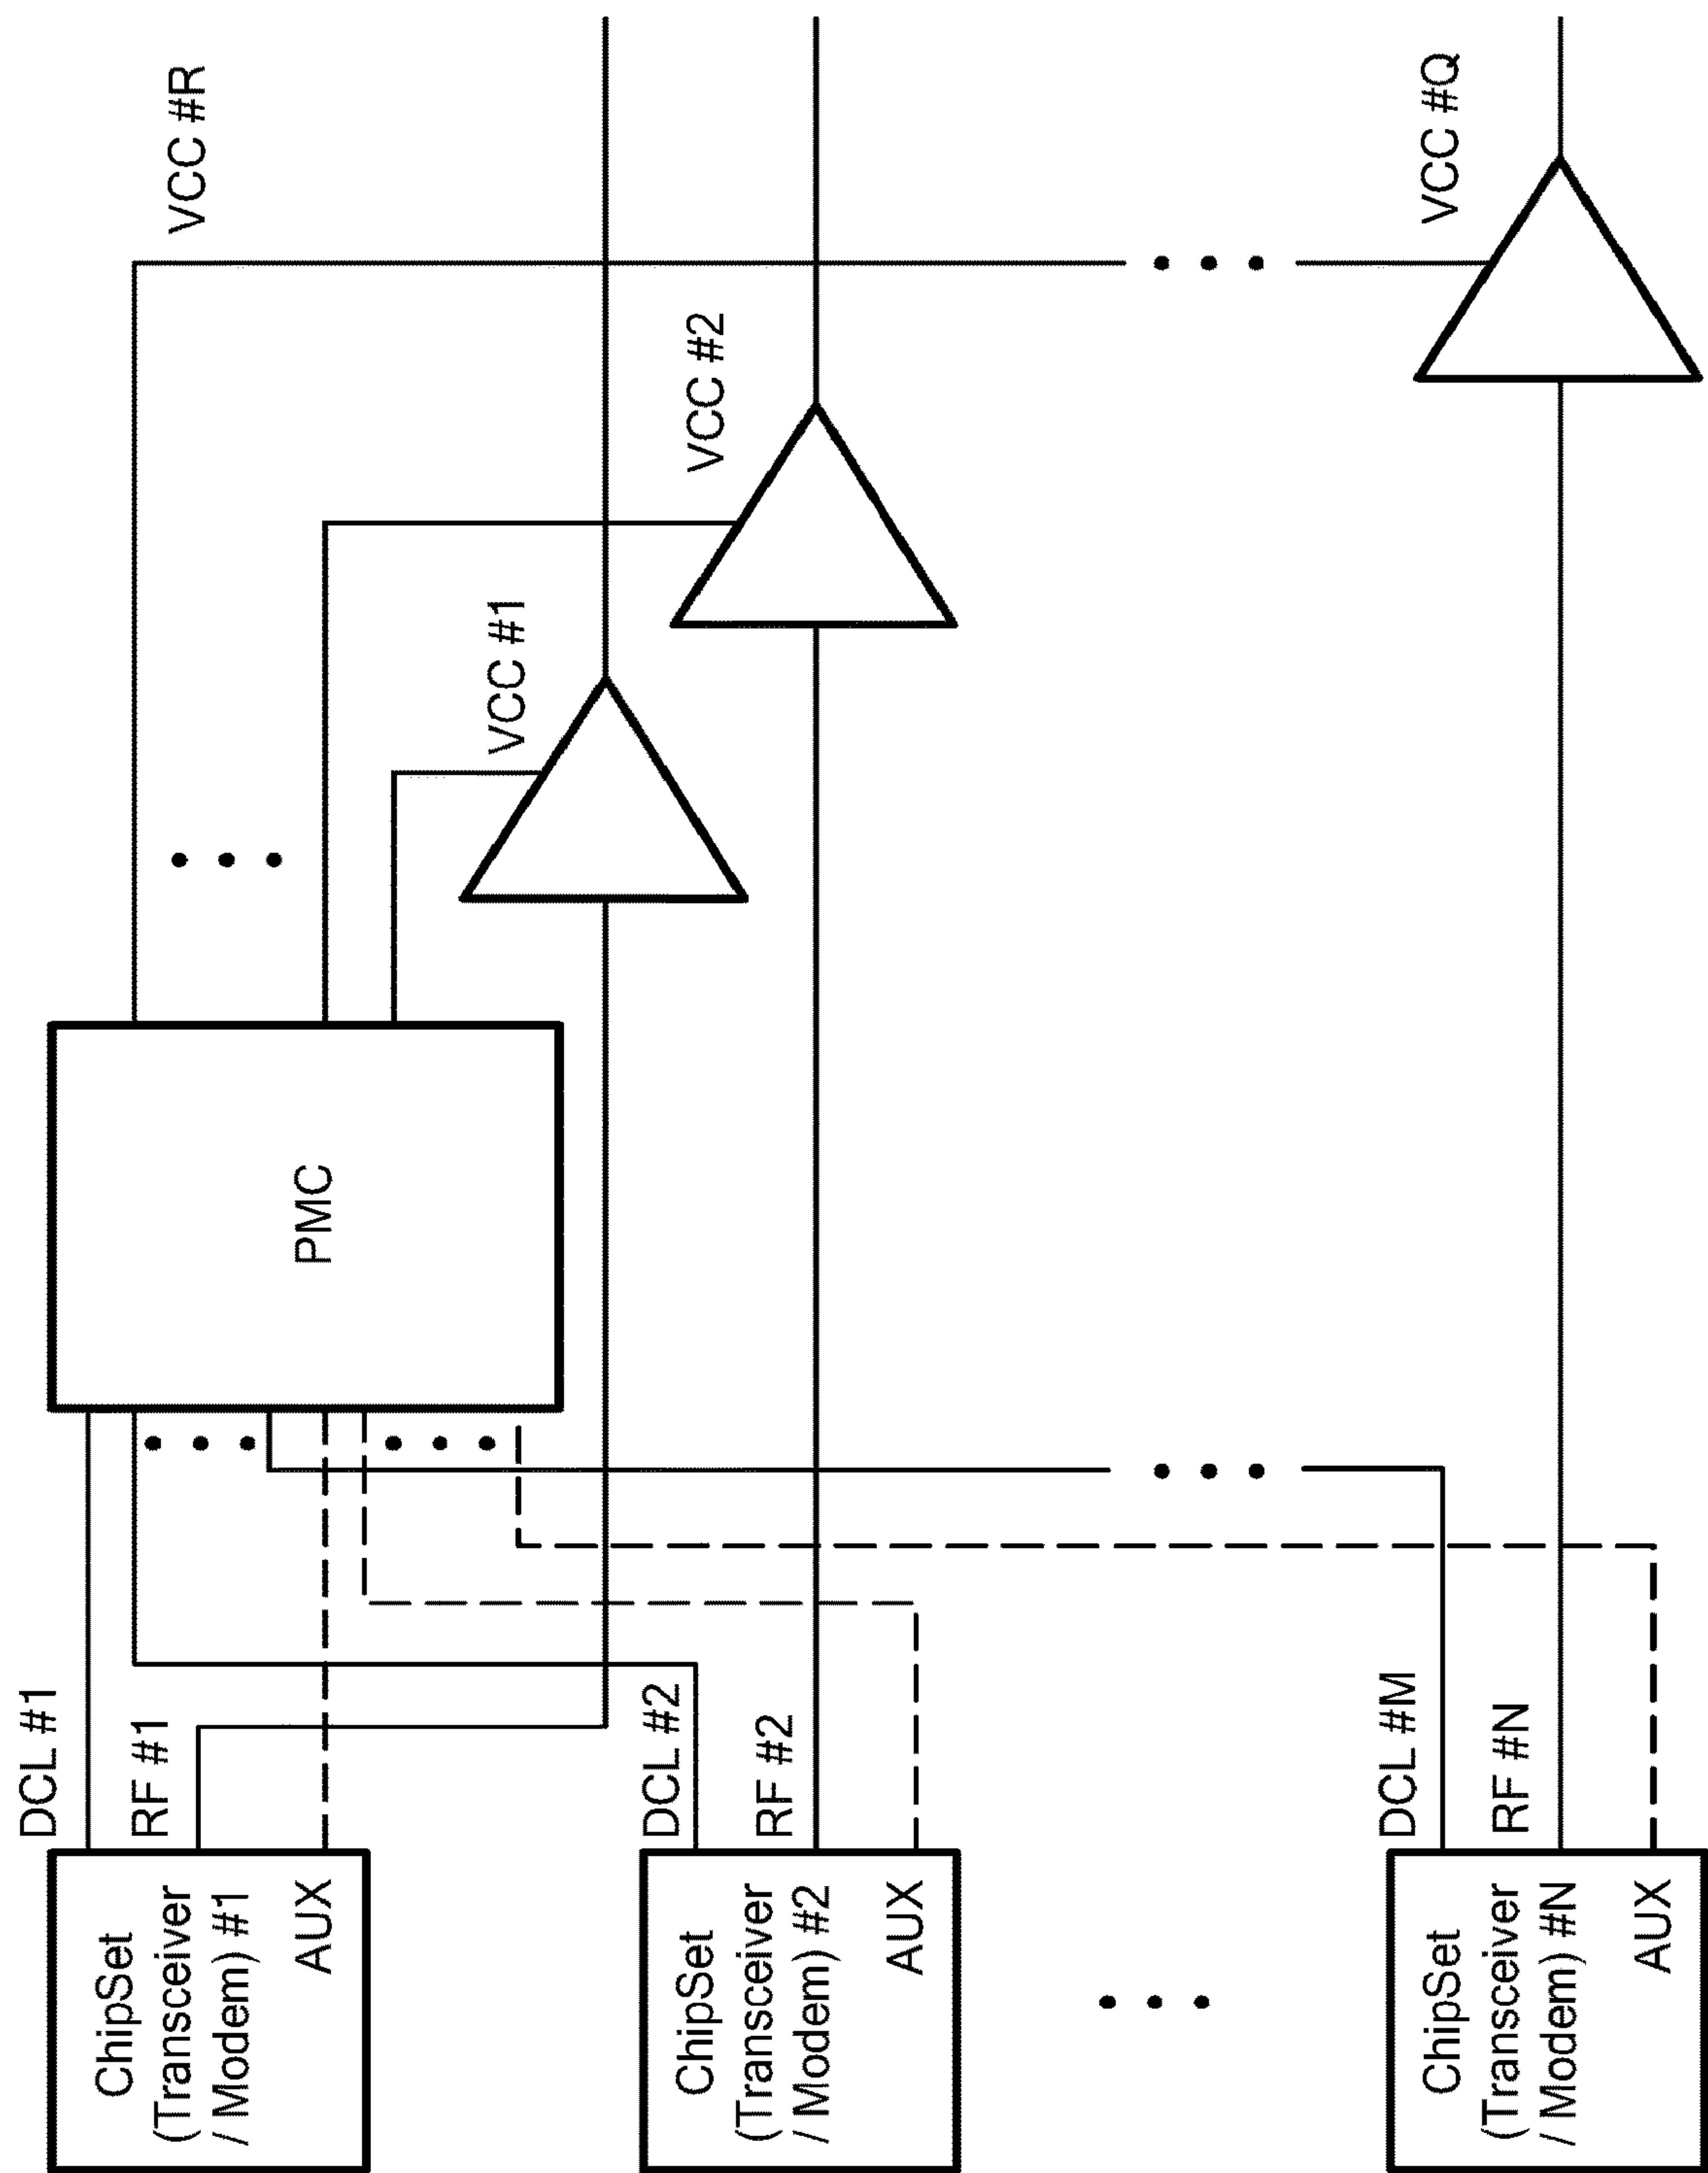 DCL #1
RF #1
ChipSet
(Transceiver
/ Modem) #1
AUX
DCL #2
RF #2
ChipSet
(Transceiver
/ Modem) #2
AUX
DCL #M
RF #N
ChipSet
(Transceiver
/ Modem) #N
AUX
PMC
VCC #1
VCC #2
VCC #R
VCC #Q